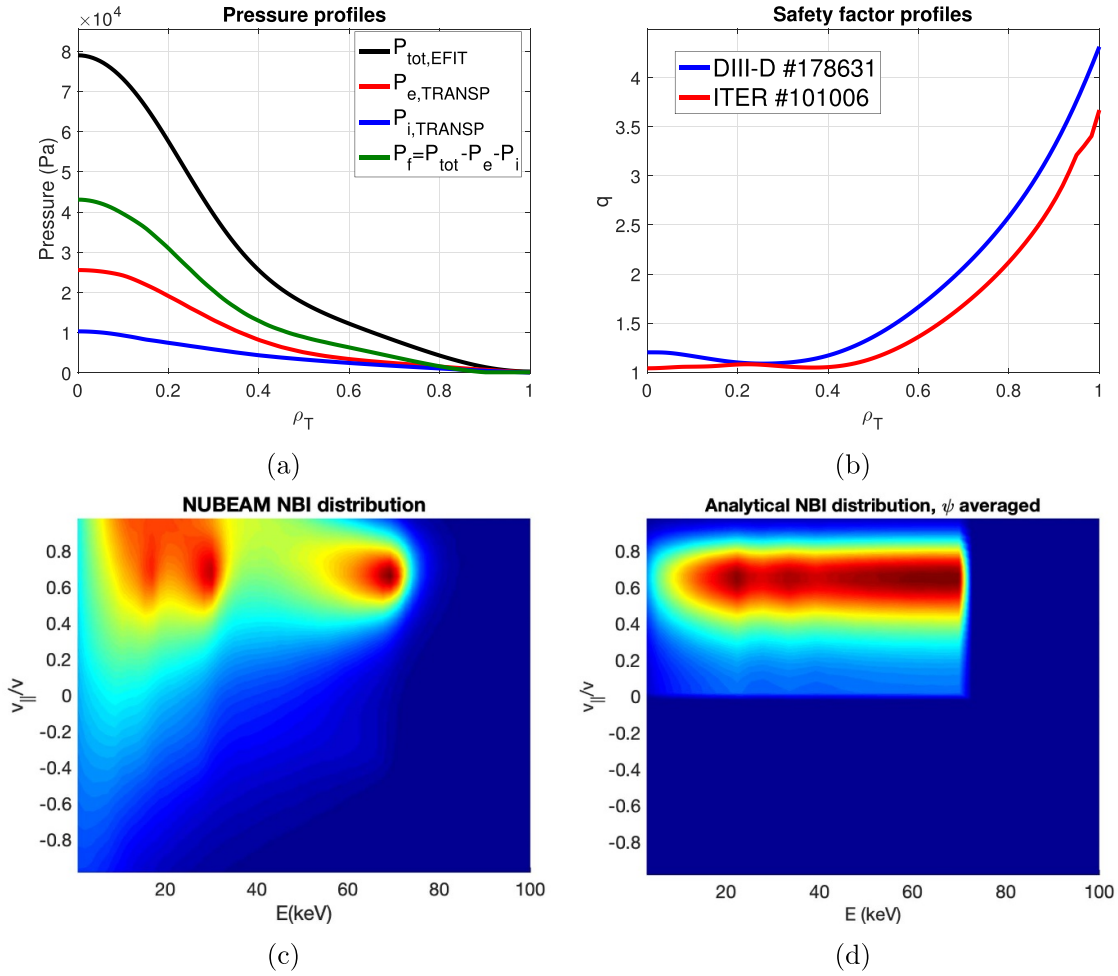 Pressure profiles
×10⁴
8
7
6
5
4
3
2
1
0
Pressure (Pa)
P_tot,EFIT
P_e,TRANSP
P_i,TRANSP
P_f=P_tot-P_e-P_i
0 0.2 0.4 0.6 0.8 1
ρ_T
(a)
Safety factor profiles
4
3.5
3
2.5
2
1.5
1
q
DIII-D #178631
ITER #101006
0 0.2 0.4 0.6 0.8 1
ρ_T
(b)
NUBEAM NBI distribution
0.8
0.6
0.4
0.2
0
-0.2
-0.4
-0.6
-0.8
v_||/v
20 40 60 80 100
E(keV)
(c)
Analytical NBI distribution, ψ averaged
0.8
0.6
0.4
0.2
0
-0.2
-0.4
-0.6
-0.8
v_||/v
20 40 60 80 100
E (keV)
(d)